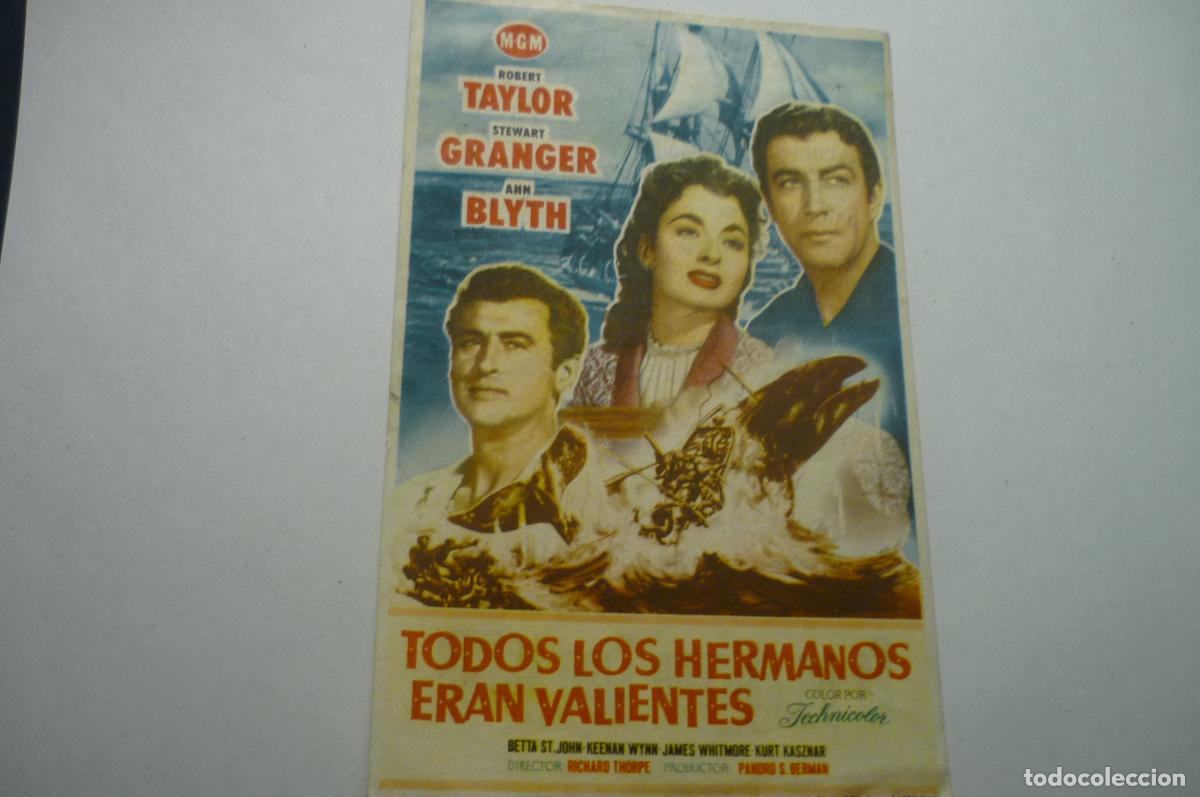 M-G-M
ROBERT
TAYLOR
STEWART
GRANGER
ANN
BLYTH
TODOS LOS HERMANOS
ERAN VALIENTES
COLOR POR
Technicolor
BETTA ST. JOHN-KEENAN WYNN-JAMES WHITMORE-KURT KASZNAR
DIRECTOR: RICHARD THORPE PRODUCTOR: PANDRO S. BERMAN
todocoleccion